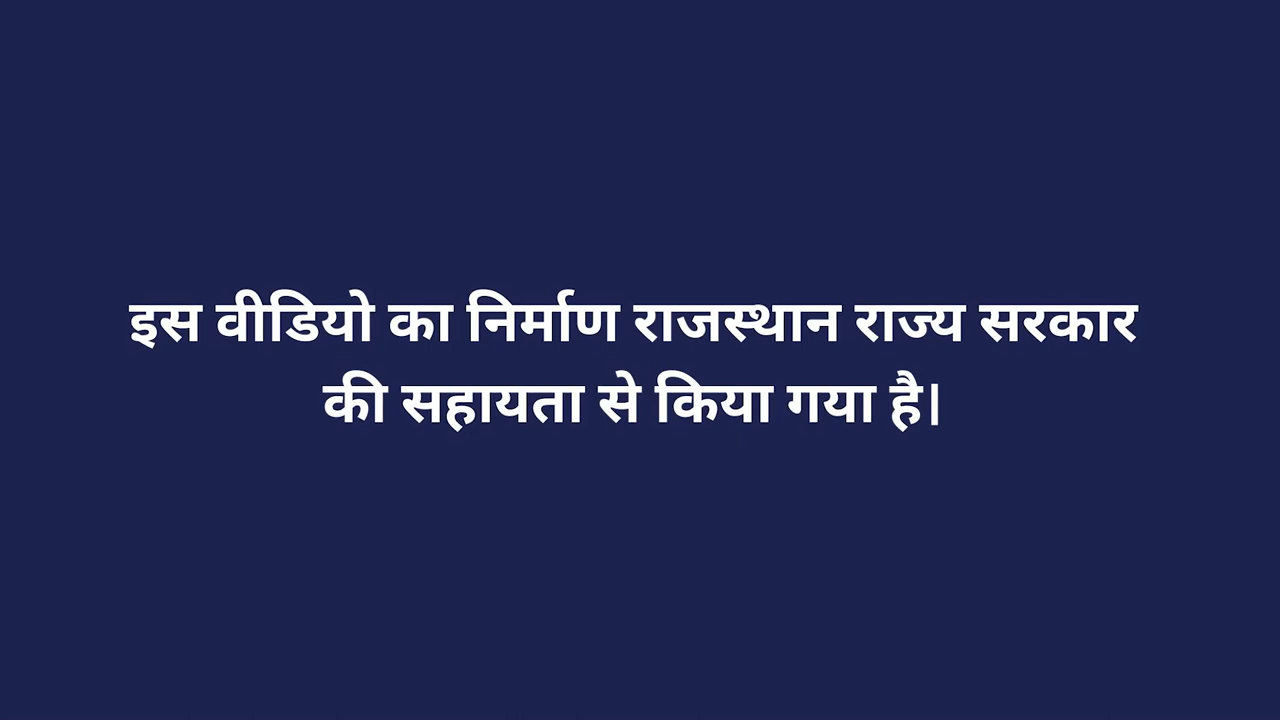 इस वीडियो का निर्माण राजस्थान राज्य सरकार
की सहायता से किया गया है।